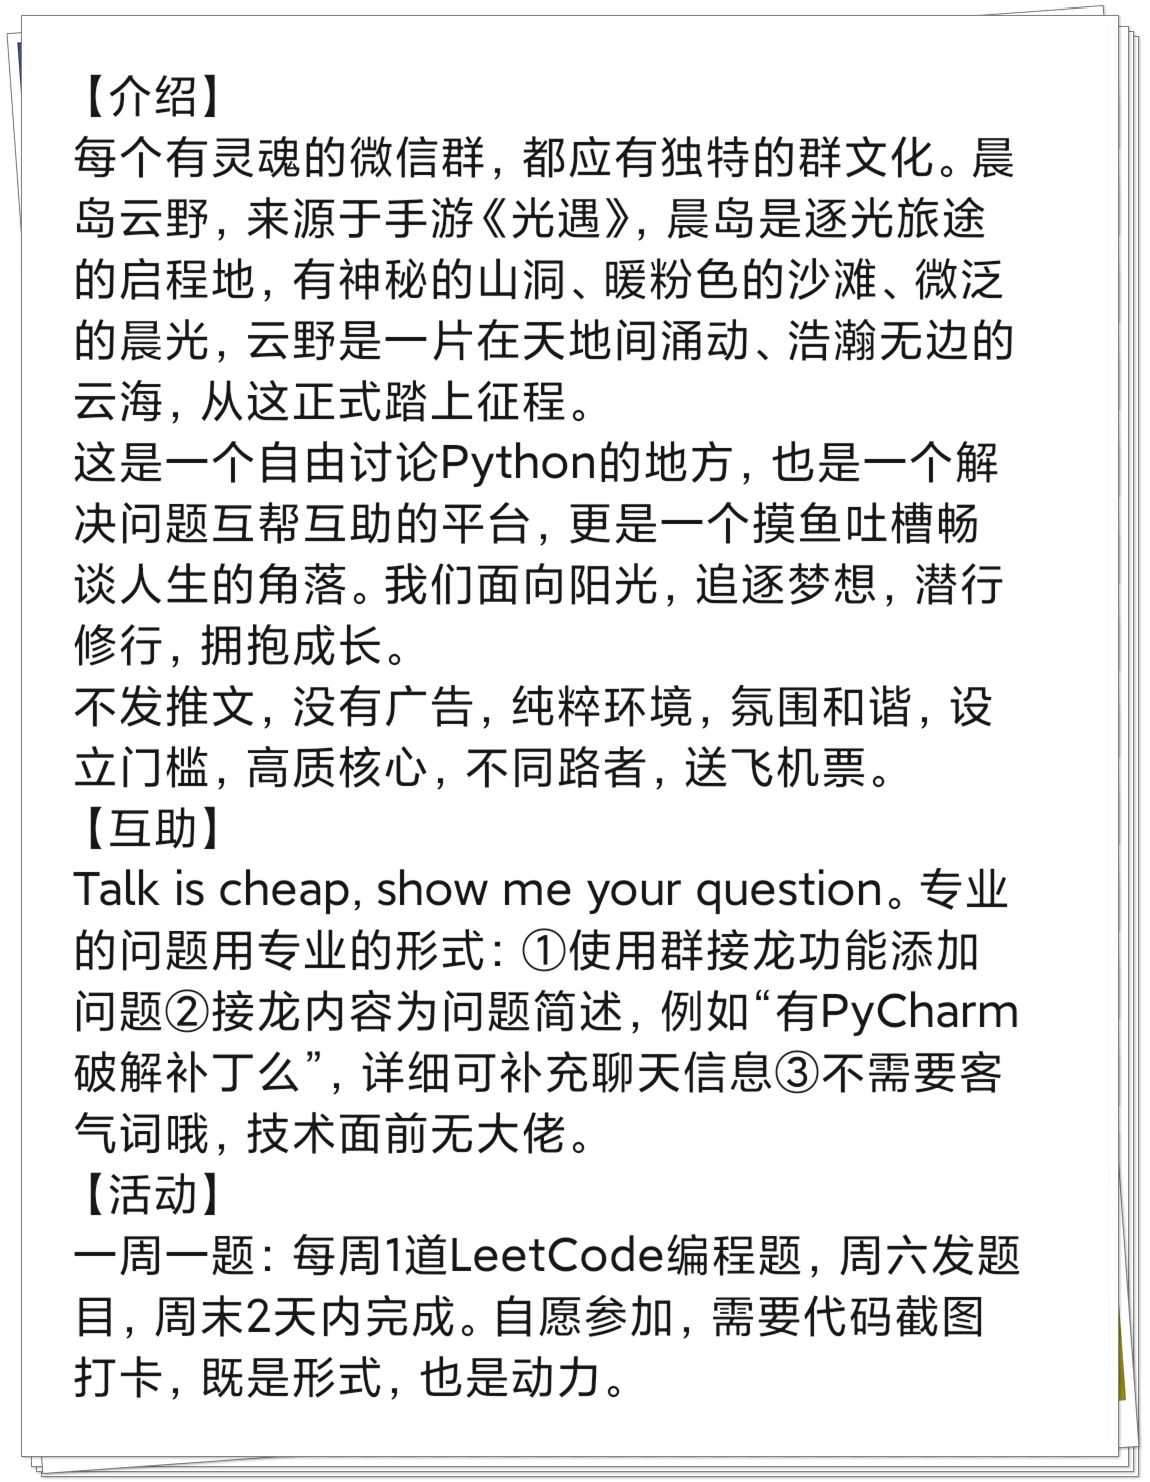 【介绍】
每个有灵魂的微信群，都应有独特的群文化。晨
岛云野，来源于手游《光遇》，晨岛是逐光旅途
的启程地，有神秘的山洞、暖粉色的沙滩、微泛
的晨光，云野是一片在天地间涌动、浩瀚无边的
云海，从这正式踏上征程。
这是一个自由讨论Python的地方，也是一个解
决问题互帮互助的平台，更是一个摸鱼吐槽畅
谈人生的角落。我们面向阳光，追逐梦想，潜行
修行，拥抱成长。
不发推文，没有广告，纯粹环境，氛围和谐，设
立门槛，高质核心，不同路者，送飞机票。
【互助】
Talk is cheap, show me your question。专业
的问题用专业的形式：①使用群接龙功能添加
问题②接龙内容为问题简述，例如“有PyCharm
破解补丁么”，详细可补充聊天信息③不需要客
气词哦，技术面前无大佬。
【活动】
一周一题：每周1道LeetCode编程题，周六发题
目，周末2天内完成。自愿参加，需要代码截图
打卡，既是形式，也是动力。